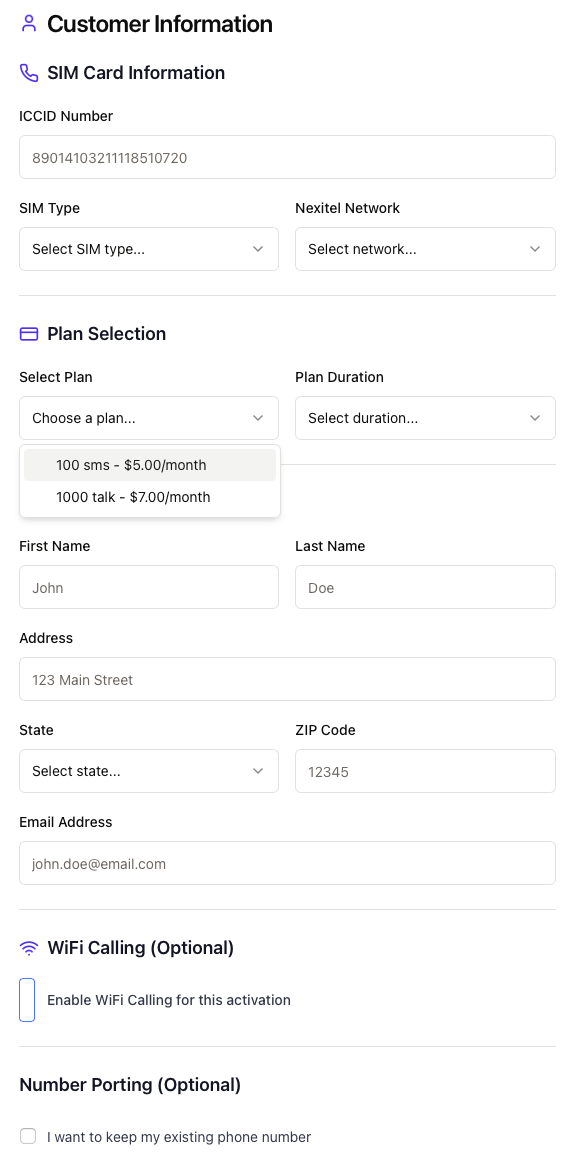 Customer Information
SIM Card Information
ICCID Number
89014103211118510720
SIM Type
Nexitel Network
Select SIM type...
Select network...
Plan Selection
Select Plan
Plan Duration
Choose a plan...
Select duration...
100 sms - $5.00/month
1000 talk - $7.00/month
First Name
Last Name
John
Doe
Address
123 Main Street
State
ZIP Code
Select state...
12345
Email Address
john.doe@email.com
WiFi Calling (Optional)
Enable WiFi Calling for this activation
Number Porting (Optional)
I want to keep my existing phone number